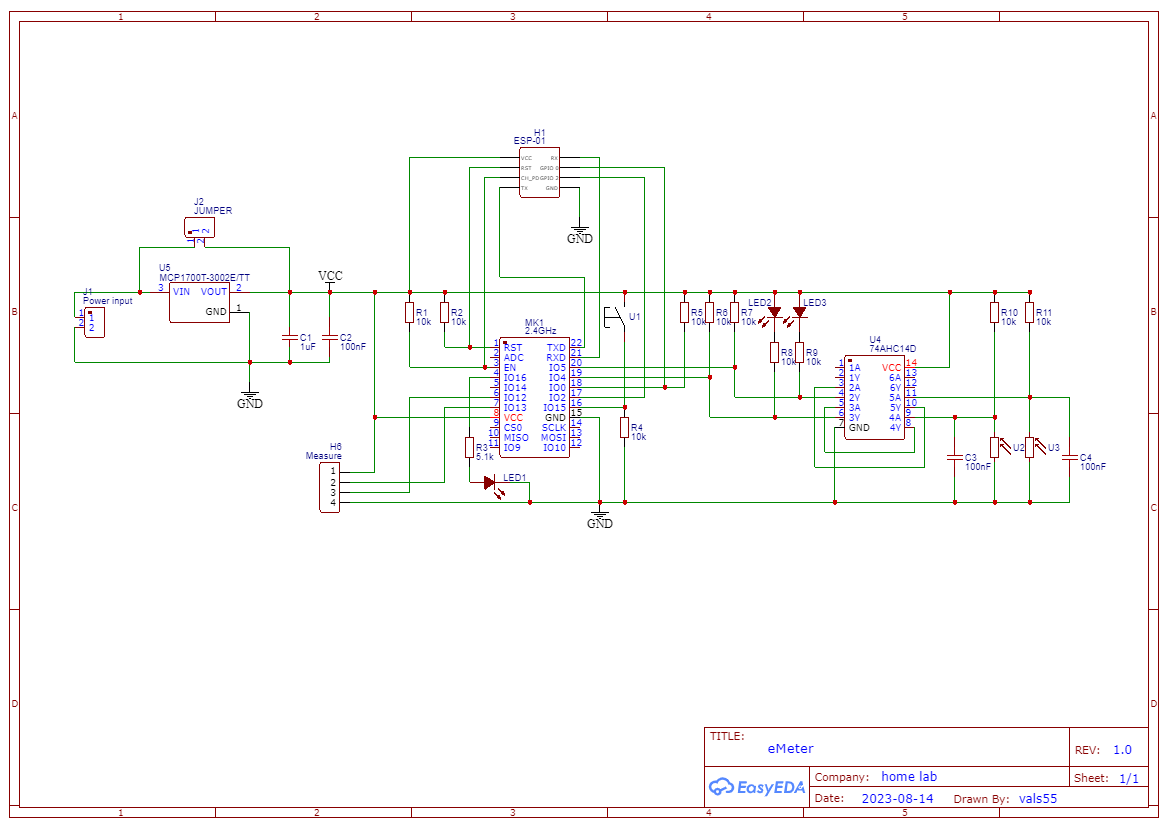 1 2 3 4 5
A A
B B
C C
D D
1 2 3 4 5
H1
ESP-01
VCC RX
RST GPIO 0
CH_PD GPIO 2
TX GND
GND
J2
JUMPER
1 2
1 2
U5
MCP1700T-3002E/TT
3 VIN VOUT 2
GND 1
J1
Power input
1 1
2 2
VCC
C1
1uF
C2
100nF
GND
R1
10k
R2
10k
MK1
2.4GHz
1 RST TXD 22
2 ADC RXD 21
3 EN IO5 20
4 IO16 IO4 19
5 IO14 IO0 18
6 IO12 IO2 17
7 IO13 IO15 16
8 VCC GND 15
9 CS0 SCLK 14
10 MISO MOSI 13
11 IO9 IO10 12
U1
R3
5.1k
R4
10k
LED1
GND
H6
Measure
1
2
3
4
R5
10k
R6
10k
R7
10k
LED2
LED3
R8
10k
R9
10k
U4
74AHC14D
1 1A VCC 14
2 1Y 6A 13
3 2A 6Y 12
4 2Y 5A 11
5 3A 5Y 10
6 3Y 4A 9
7 GND 4Y 8
R10
10k
R11
10k
C3
100nF
U2
U3
C4
100nF
TITLE:
eMeter
REV: 1.0
EasyEDA
Company: home lab
Sheet: 1/1
Date: 2023-08-14 Drawn By: vals55